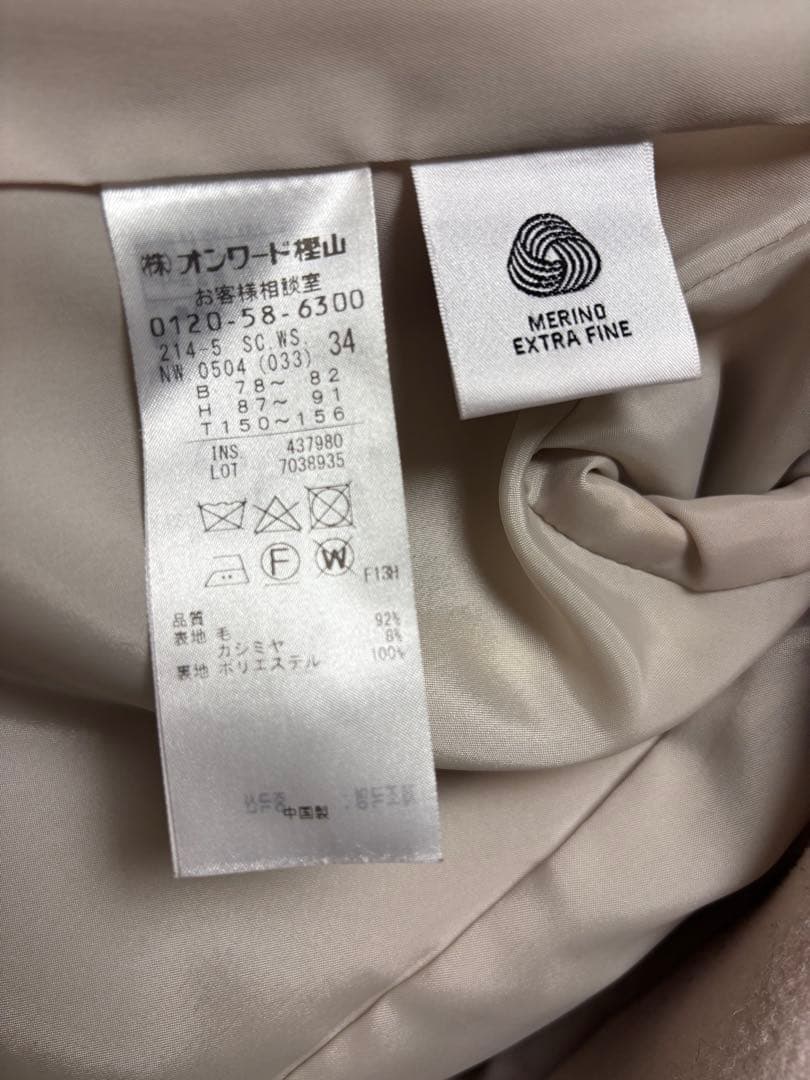 (株)オンワード樫山
お客様相談室
0120-58-6300
214-5 SC.WS. 34
NW 0504 (033)
B 78～ 82
H 87～ 91
T150～156
INS. 437980
LOT 7038935
F
W
F13H
品質
表地 毛 92%
カシミヤ 8%
裏地 ポリエステル 100%
中国製
MERINO
EXTRA FINE